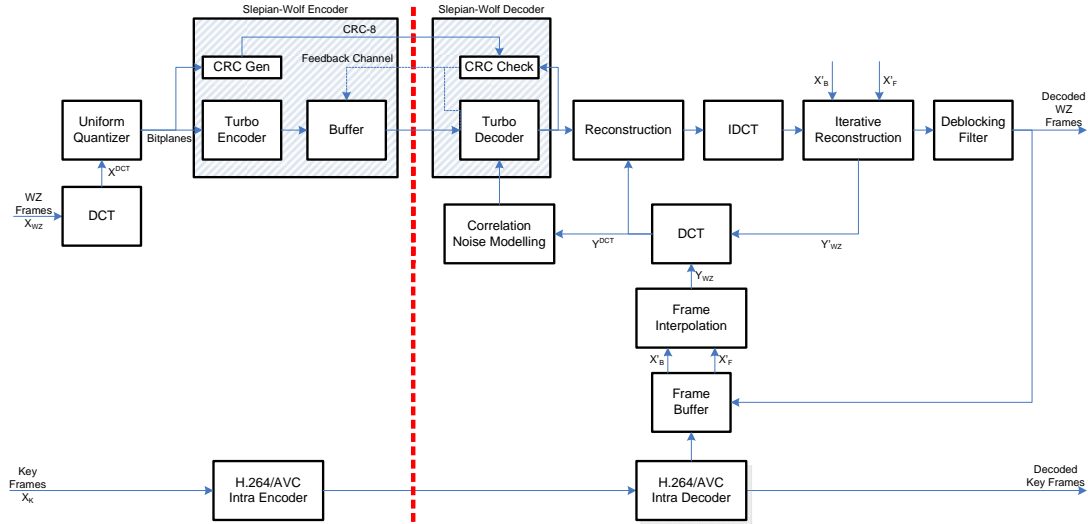 Slepian-Wolf Encoder
Slepian-Wolf Decoder
CRC-8
CRC Gen
Feedback Channel
CRC Check
X'B
X'F
Uniform
Quantizer
Bitplanes
Turbo
Encoder
Buffer
Turbo
Decoder
Reconstruction
IDCT
Iterative
Reconstruction
Deblocking
Filter
Decoded
WZ
Frames
XDCT
WZ
Frames
XWZ
DCT
Correlation
Noise Modelling
YDCT
DCT
Y'WZ
YWZ
Frame
Interpolation
X'B
X'F
Frame
Buffer
Key
Frames
XK
H.264/AVC
Intra Encoder
H.264/AVC
Intra Decoder
Decoded
Key Frames